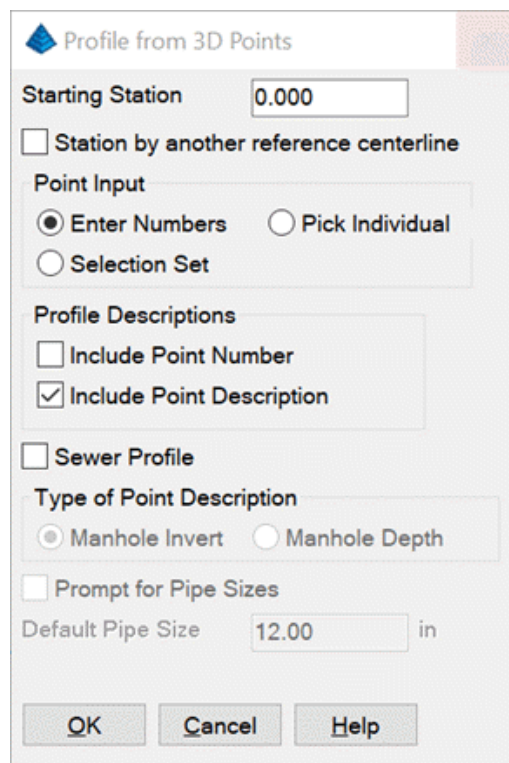 Profile from 3D Points
Starting Station 0.000
Station by another reference centerline
Point Input
Enter Numbers Pick Individual
Selection Set
Profile Descriptions
Include Point Number
Include Point Description
Sewer Profile
Type of Point Description
Manhole Invert Manhole Depth
Prompt for Pipe Sizes
Default Pipe Size 12.00 in
OK Cancel Help